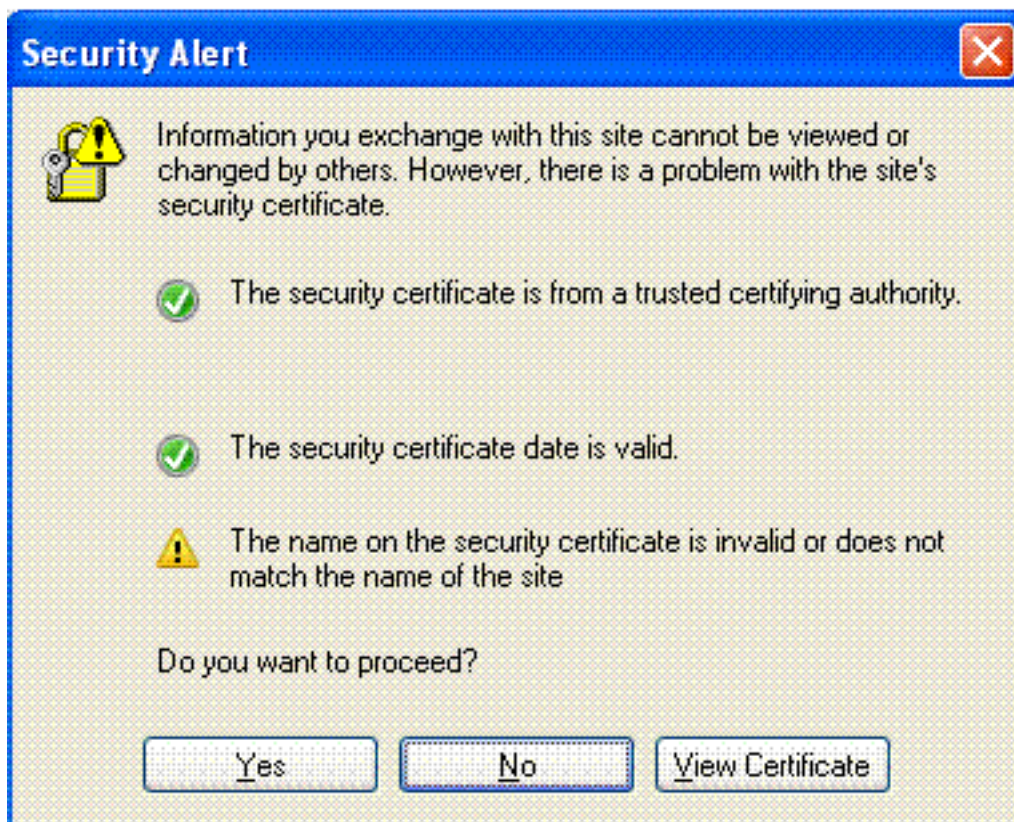 Security Alert
Information you exchange with this site cannot be viewed or
changed by others. However, there is a problem with the site's
security certificate.
The security certificate is from a trusted certifying authority.
The security certificate date is valid.
The name on the security certificate is invalid or does not
match the name of the site
Do you want to proceed?
Yes No View Certificate